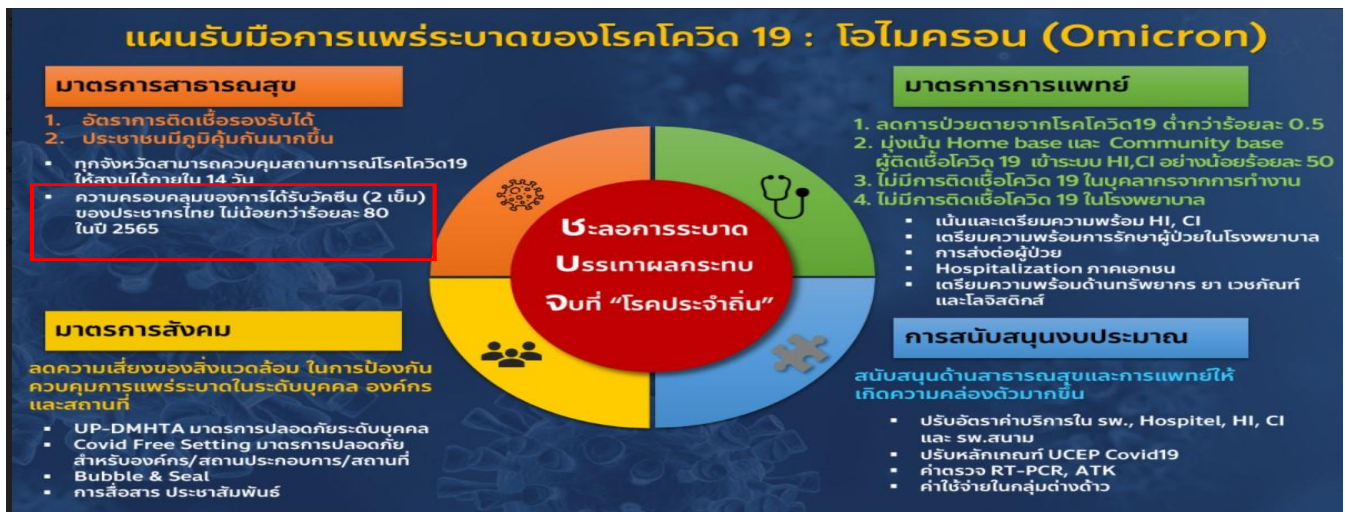 แผนรับมือการแพร่ระบาดของโรคโควิด 19 : โอไมครอน (Omicron)
มาตรการสาธารณสุข
1. อัตราการติดเชื้อรองรับได้
2. ประชาชนมีภูมิคุ้มกันมากขึ้น
▪ ทุกจังหวัดสามารถควบคุมสถานการณ์โรคโควิด19
ให้สงบได้ภายใน 14 วัน
▪ ความครอบคลุมของการได้รับวัคซีน (2 เข็ม)
ของประชากรไทย ไม่น้อยกว่าร้อยละ 80
ในปี 2565
มาตรการการแพทย์
1. ลดการป่วยตายจากโรคโควิด19 ต่ำกว่าร้อยละ 0.5
2. มุ่งเน้น Home base และ Community base
ผู้ติดเชื้อโควิด 19 เข้าระบบ HI,CI อย่างน้อยร้อยละ 50
3. ไม่มีการติดเชื้อโควิด 19 ในบุคลากรจากการทำงาน
4. ไม่มีการติดเชื้อโควิด 19 ในโรงพยาบาล
▪ เน้นและเตรียมความพร้อม HI, CI
▪ เตรียมความพร้อมการรักษาผู้ป่วยในโรงพยาบาล
▪ การส่งต่อผู้ป่วย
▪ Hospitalization ภาคเอกชน
▪ เตรียมความพร้อมด้านทรัพยากร ยา เวชภัณฑ์
และโลจิสติกส์
ชะลอการระบาด
บรรเทาผลกระทบ
จบที่ “โรคประจำถิ่น”
มาตรการสังคม
ลดความเสี่ยงของสิ่งแวดล้อม ในการป้องกัน
ควบคุมการแพร่ระบาดในระดับบุคคล องค์กร
และสถานที่
▪ UP-DMHTA มาตรการปลอดภัยระดับบุคคล
▪ Covid Free Setting มาตรการปลอดภัย
สำหรับองค์กร/สถานประกอบการ/สถานที่
▪ Bubble & Seal
▪ การสื่อสาร ประชาสัมพันธ์
การสนับสนุนงบประมาณ
สนับสนุนด้านสาธารณสุขและการแพทย์ให้
เกิดความคล่องตัวมากขึ้น
▪ ปรับอัตราค่าบริการใน รพ., Hospitel, HI, CI
และ รพ.สนาม
▪ ปรับหลักเกณฑ์ UCEP Covid19
▪ ค่าตรวจ RT-PCR, ATK
▪ ค่าใช้จ่ายในกลุ่มต่างด้าว